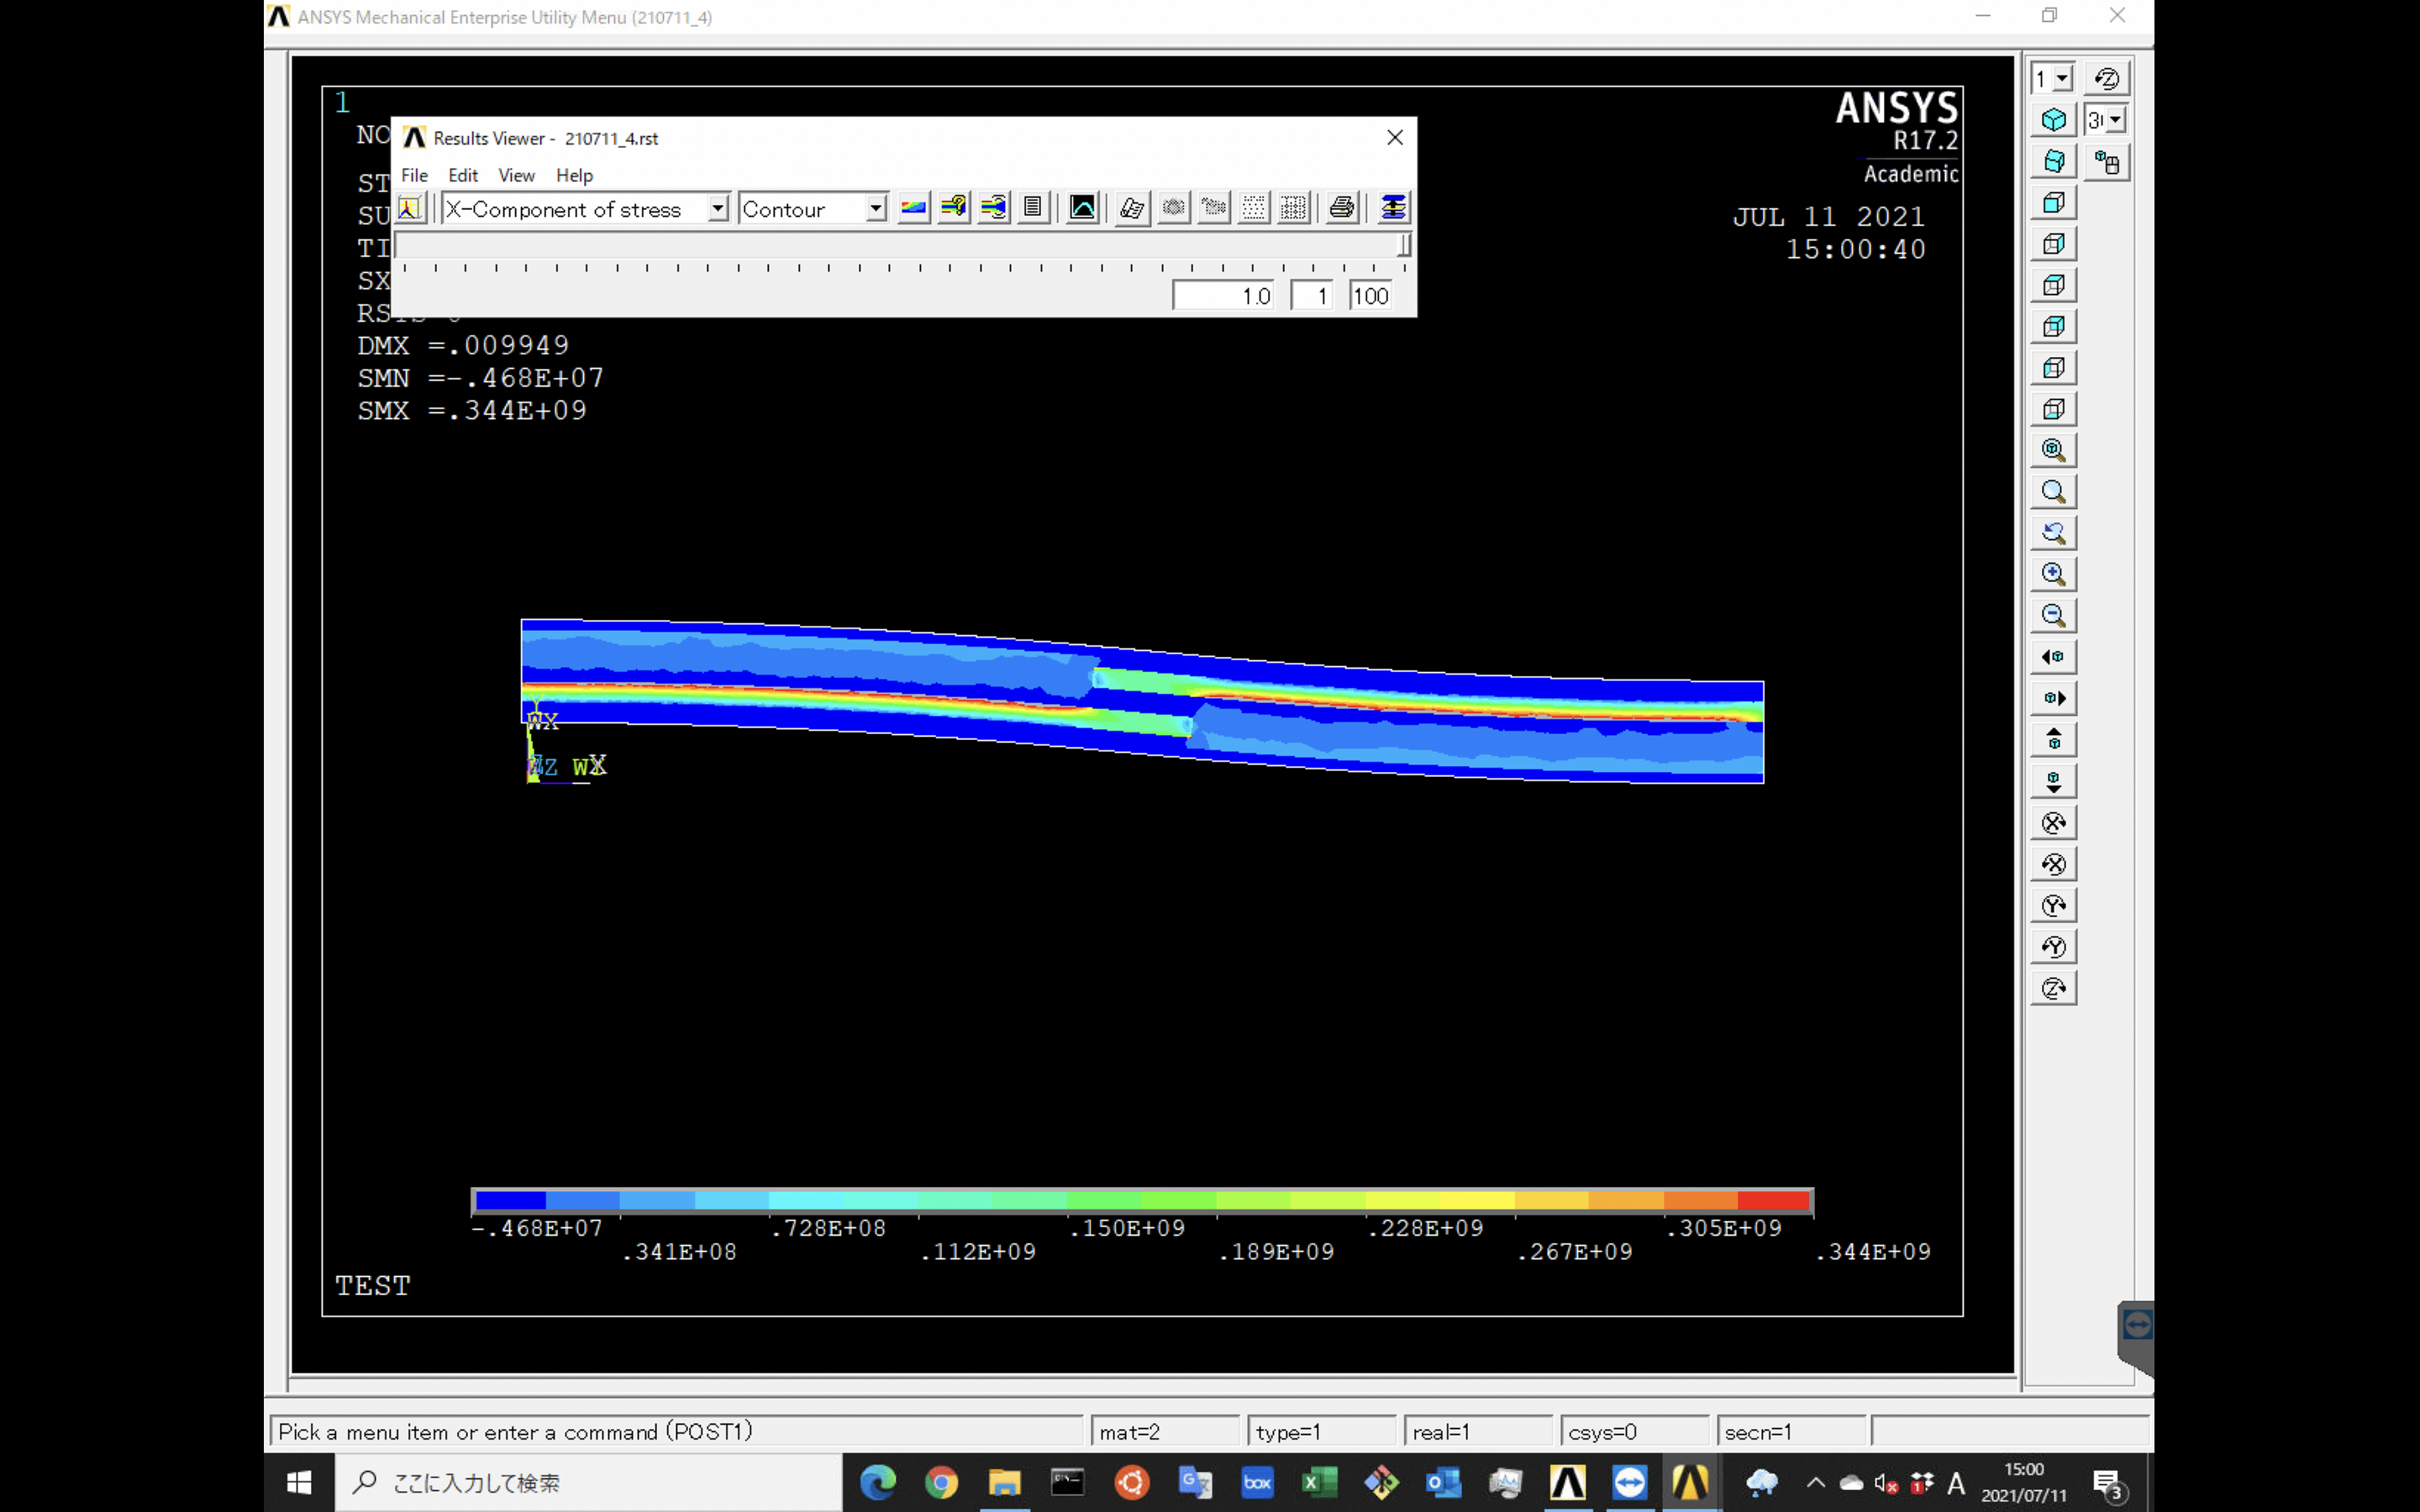 ANSYS Mechanical Enterprise Utility Menu (210711_4)
1
NO
ST
SU
TI
SX
Results Viewer - 210711_4.rst
File Edit View Help
X-Component of stress
Contour
1.0 1 100
DMX =.009949
SMN =-.468E+07
SMX =.344E+09
ANSYS
R17.2
Academic
JUL 11 2021
15:00:40
1
WX
-.468E+07 .728E+08 .150E+09 .228E+09 .305E+09
.341E+08 .112E+09 .189E+09 .267E+09 .344E+09
TEST
Pick a menu item or enter a command (POST1)
mat=2
type=1
real=1
csys=0
secn=1
ここに入力して検索
box
A
15:00
2021/07/11
3